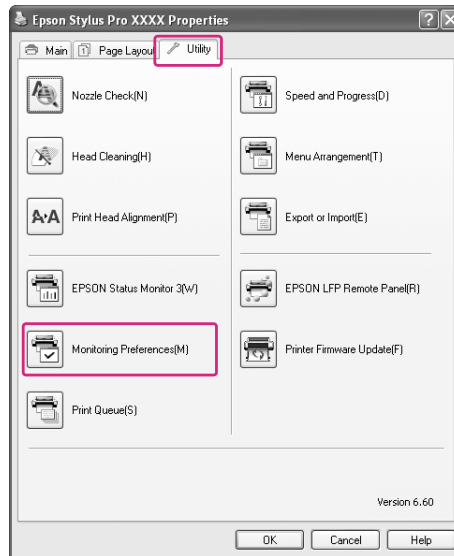 Epson Stylus Pro XXXX Properties
Main
Page Layou
Utility
Nozzle Check(N)
Head Cleaning(H)
Print Head Alignment(P)
EPSON Status Monitor 3(W)
Monitoring Preferences(M)
Print Queue(S)
Speed and Progress(D)
Menu Arrangement(T)
Export or Import(E)
EPSON LFP Remote Panel(R)
Printer Firmware Update(F)
Version 6.60
OK
Cancel
Help